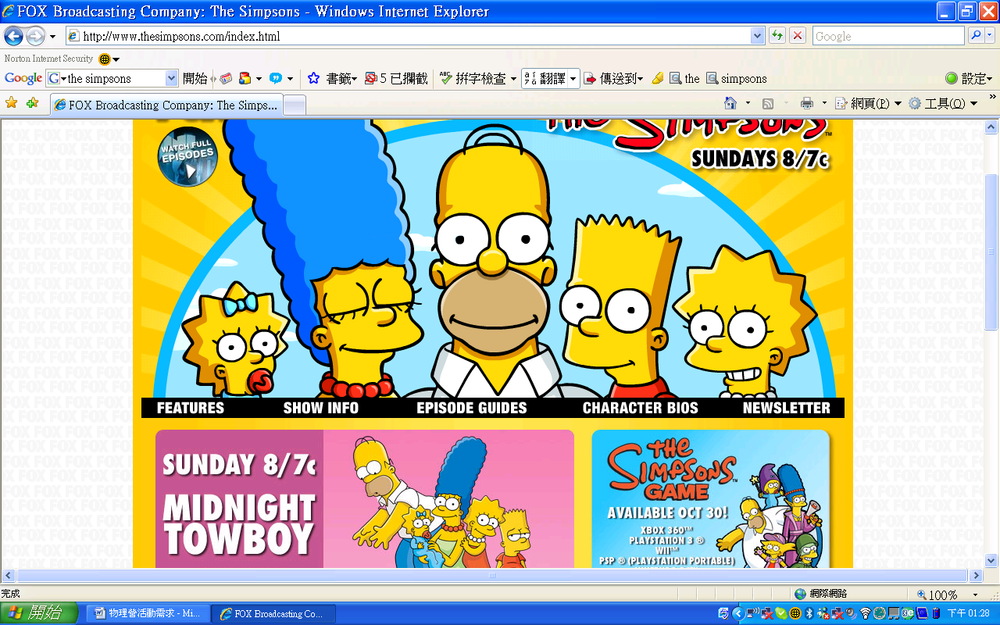 FOX Broadcasting Company: The Simpsons - Windows Internet Explorer
http://www.thesimpsons.com/index.html
Google
Norton Internet Security
Google the simpsons 開始 書籤 5 已攔截 拼字檢查 翻譯 傳送到 the simpsons 設定
FOX Broadcasting Company: The Simps... 網頁(P) 工具(O)
WATCH FULL
EPISODES
THE SIMPSONS™
SUNDAYS 8/7c
FEATURES SHOW INFO EPISODE GUIDES CHARACTER BIOS NEWSLETTER
SUNDAY 8/7c
MIDNIGHT
TOWBOY
THE
SIMPSONS™
GAME
AVAILABLE OCT 30!
XBOX 360™
PLAYSTATION 3 ®
WII™
PSP ® (PLAYSTATION PORTABLE)
完成 網際網路 100%
開始 物理營活動需求 - Mi... FOX Broadcasting Co... 下午 01:28